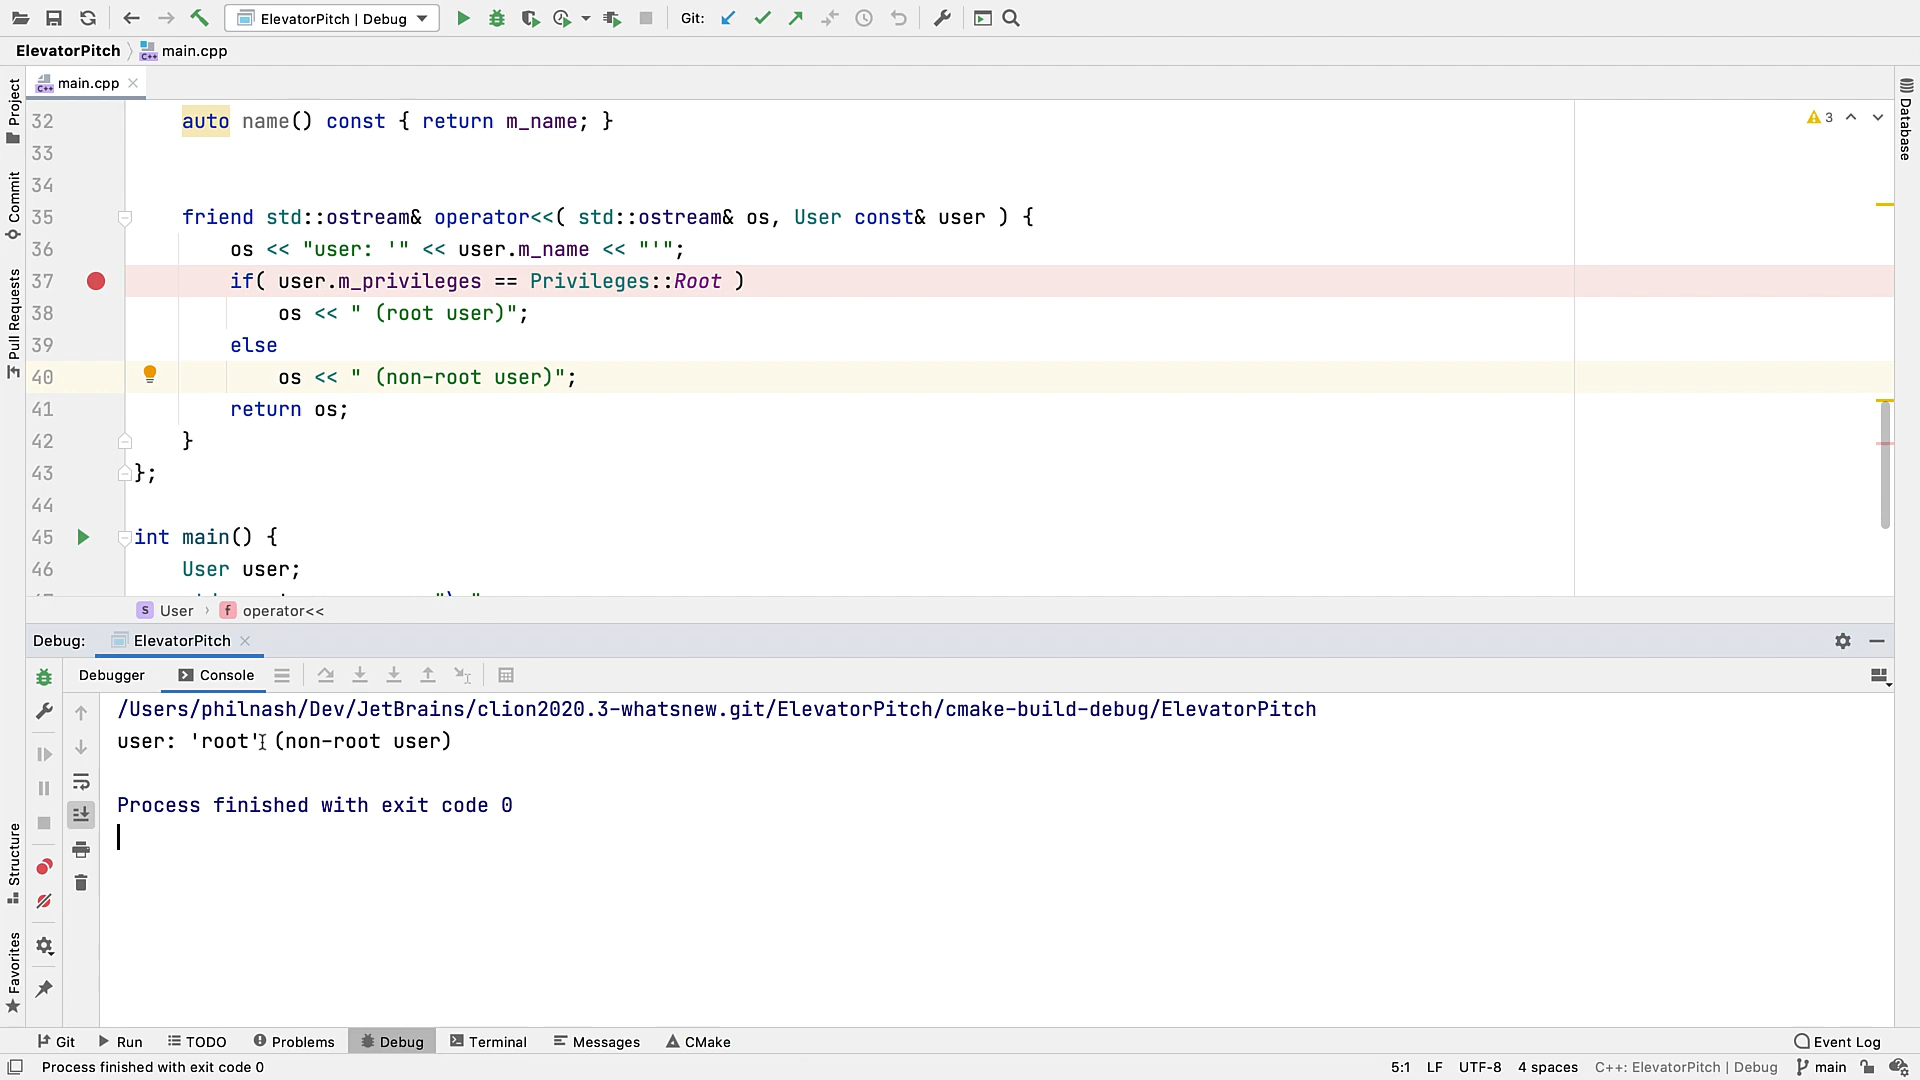 ElevatorPitch | Debug
Git:
ElevatorPitch
main.cpp
main.cpp
3
Project
Commit
Pull Requests
Structure
Favorites
Database
32 auto name() const { return m_name; }
33
34
35 friend std::ostream& operator<<( std::ostream& os, User const& user ) {
36 os << "user: '" << user.m_name << "'";
37 if( user.m_privileges == Privileges::Root )
38 os << " (root user)";
39 else
40 os << " (non-root user)";
41 return os;
42 }
43 };
44
45 int main() {
46 User user;
S User f operator<<
Debug: ElevatorPitch
Debugger Console
/Users/philnash/Dev/JetBrains/clion2020.3-whatsnew.git/ElevatorPitch/cmake-build-debug/ElevatorPitch
user: 'root' (non-root user)
Process finished with exit code 0
Git Run TODO Problems Debug Terminal Messages CMake Event Log
Process finished with exit code 0 5:1 LF UTF-8 4 spaces C++: ElevatorPitch | Debug main